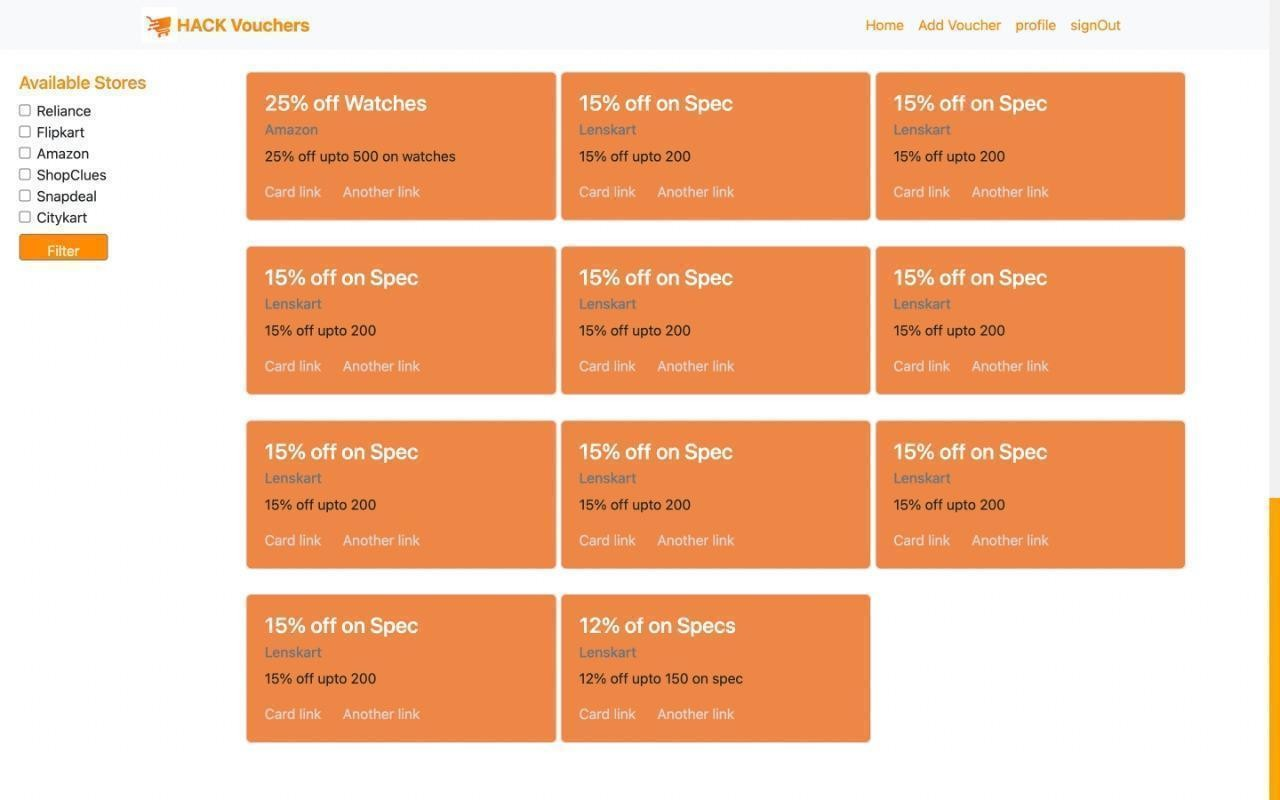 HACK Vouchers
Home Add Voucher profile signOut
Available Stores
Reliance
Flipkart
Amazon
ShopClues
Snapdeal
Citykart
Filter
25% off Watches
Amazon
25% off upto 500 on watches
Card link Another link
15% off on Spec
Lenskart
15% off upto 200
Card link Another link
15% off on Spec
Lenskart
15% off upto 200
Card link Another link
15% off on Spec
Lenskart
15% off upto 200
Card link Another link
15% off on Spec
Lenskart
15% off upto 200
Card link Another link
15% off on Spec
Lenskart
15% off upto 200
Card link Another link
15% off on Spec
Lenskart
15% off upto 200
Card link Another link
15% off on Spec
Lenskart
15% off upto 200
Card link Another link
15% off on Spec
Lenskart
15% off upto 200
Card link Another link
15% off on Spec
Lenskart
15% off upto 200
Card link Another link
12% of on Specs
Lenskart
12% off upto 150 on spec
Card link Another link